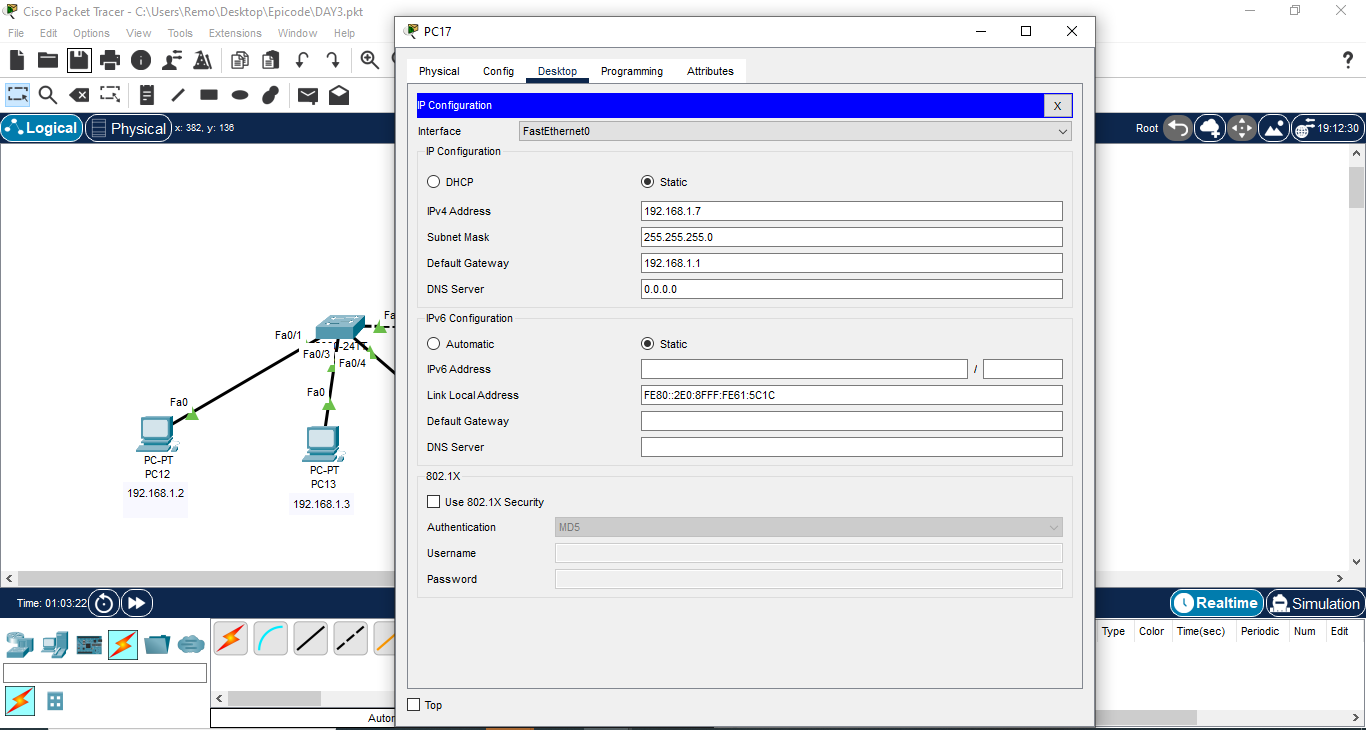 Cisco Packet Tracer - C:\Users\Remo\Desktop\Epicode\DAY3.pkt
File Edit Options View Tools Extensions Window Help
?
Logical Physical x: 382, y: 136
Root 19:12:30
Fa0/1
Fa
Fa0/3
-24TT
Fa0/4
Fa0
Fa0
PC-PT
PC12
192.168.1.2
PC-PT
PC13
192.168.1.3
Time: 01:03:22
Realtime Simulation
Type Color Time(sec) Periodic Num Edit
Autor
PC17
Physical Config Desktop Programming Attributes
IP Configuration X
Interface FastEthernet0
IP Configuration
DHCP Static
IPv4 Address 192.168.1.7
Subnet Mask 255.255.255.0
Default Gateway 192.168.1.1
DNS Server 0.0.0.0
IPv6 Configuration
Automatic Static
IPv6 Address /
Link Local Address FE80::2E0:8FFF:FE61:5C1C
Default Gateway
DNS Server
802.1X
Use 802.1X Security
Authentication MD5
Username
Password
Top